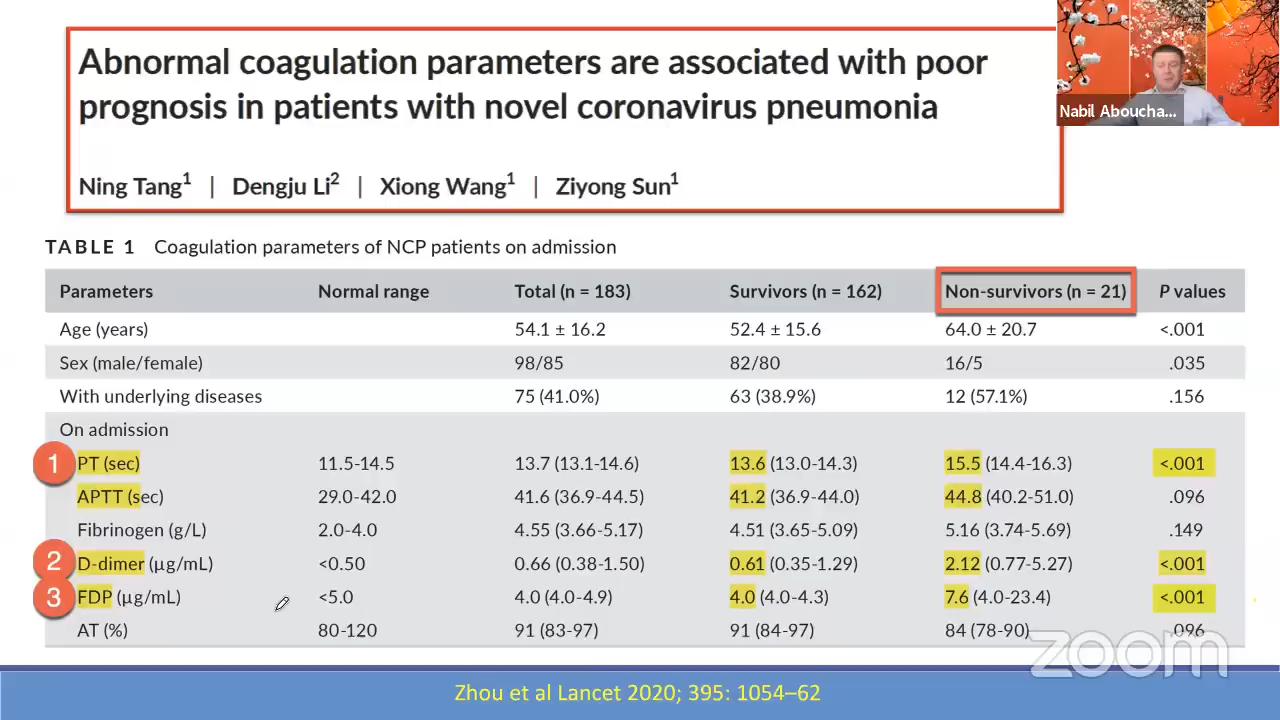 Abnormal coagulation parameters are associated with poor
prognosis in patients with novel coronavirus pneumonia
Ning Tang1 | Dengju Li2 | Xiong Wang1 | Ziyong Sun1
Nabil Aboucha...
TABLE 1 Coagulation parameters of NCP patients on admission
Parameters Normal range Total (n = 183) Survivors (n = 162) Non-survivors (n = 21) P values
Age (years) 54.1 ± 16.2 52.4 ± 15.6 64.0 ± 20.7 <.001
Sex (male/female) 98/85 82/80 16/5 .035
With underlying diseases 75 (41.0%) 63 (38.9%) 12 (57.1%) .156
On admission
1 PT (sec) 11.5-14.5 13.7 (13.1-14.6) 13.6 (13.0-14.3) 15.5 (14.4-16.3) <.001
APTT (sec) 29.0-42.0 41.6 (36.9-44.5) 41.2 (36.9-44.0) 44.8 (40.2-51.0) .096
Fibrinogen (g/L) 2.0-4.0 4.55 (3.66-5.17) 4.51 (3.65-5.09) 5.16 (3.74-5.69) .149
2 D-dimer (μg/mL) <0.50 0.66 (0.38-1.50) 0.61 (0.35-1.29) 2.12 (0.77-5.27) <.001
3 FDP (μg/mL) <5.0 4.0 (4.0-4.9) 4.0 (4.0-4.3) 7.6 (4.0-23.4) <.001
AT (%) 80-120 91 (83-97) 91 (84-97) 84 (78-90) .096
zoom
Zhou et al Lancet 2020; 395: 1054–62